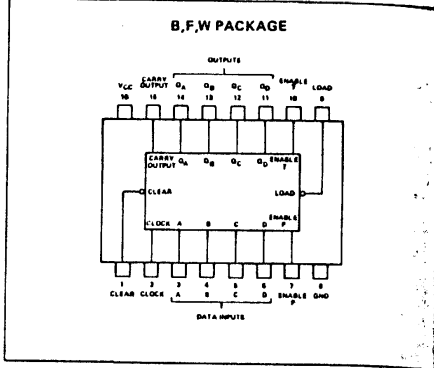 B,F,W PACKAGE
OUTPUTS
VCC CARRY OUTPUT QA QB QC QD ENABLE T LOAD
16 15 14 13 12 11 10 9
CARRY OUTPUT QA QB QC QD ENABLE T
CLEAR LOAD
CLOCK A B C D ENABLE P
1 2 3 4 5 6 7 8
CLEAR CLOCK A B C D ENABLE P GND
DATA INPUTS